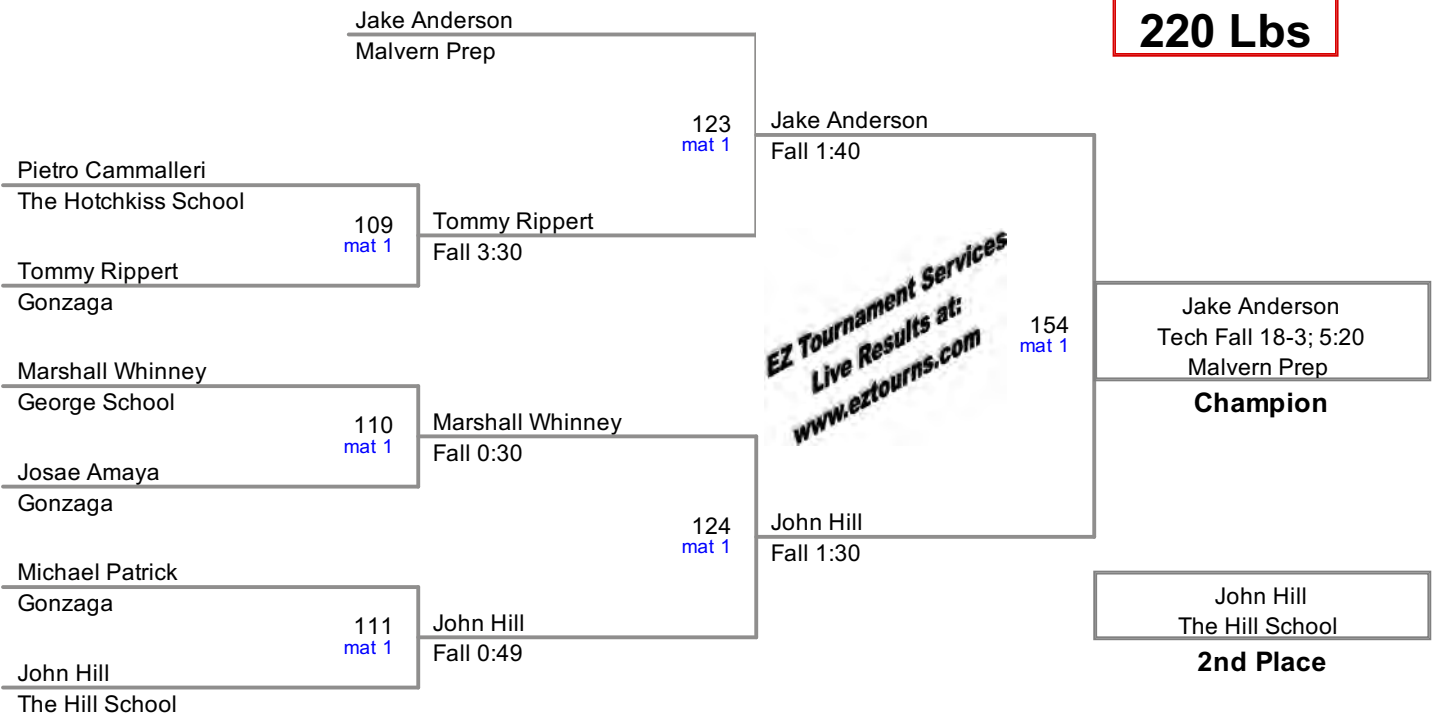 220 Lbs
Jake Anderson
Malvern Prep
123
mat 1
Jake Anderson
Fall 1:40
Pietro Cammalleri
The Hotchkiss School
109
mat 1
Tommy Rippert
Fall 3:30
Tommy Rippert
Gonzaga
EZ Tournament Services
Live Results at:
www.eztourns.com
154
mat 1
Jake Anderson
Tech Fall 18-3; 5:20
Malvern Prep
Champion
Marshall Whinney
George School
110
mat 1
Marshall Whinney
Fall 0:30
Josae Amaya
Gonzaga
124
mat 1
John Hill
Fall 1:30
Michael Patrick
Gonzaga
111
mat 1
John Hill
Fall 0:49
John Hill
The Hill School
John Hill
The Hill School
2nd Place